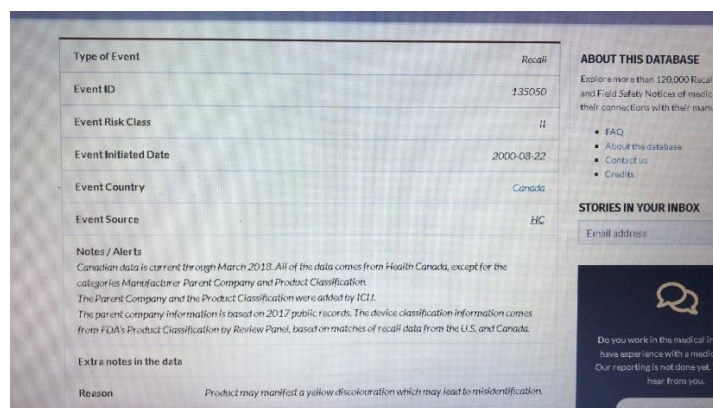 Type of Event Recall
Event ID 135050
Event Risk Class II
Event Initiated Date 2000-08-22
Event Country Canada
Event Source HC
Notes / Alerts
Canadian data is current through March 2018. All of the data comes from Health Canada, except for the
categories Manufacturer Parent Company and Product Classification.
The Parent Company and the Product Classification were added by ICIJ.
The parent company information is based on 2017 public records. The device classification information comes
from FDA's Product Classification by Review Panel, based on matches of recall data from the U.S. and Canada.
Extra notes in the data
Reason Product may manifest a yellow discolouration which may lead to misidentification.
ABOUT THIS DATABASE
Explore more than 120,000
and Field Safety Notices of
their connections with their
FAQ
About the database
Contact us
Credits
STORIES IN YOUR INBOX
Email address
Do you work in the medical
have experience with a
Our reporting is not done yet.
hear from you.